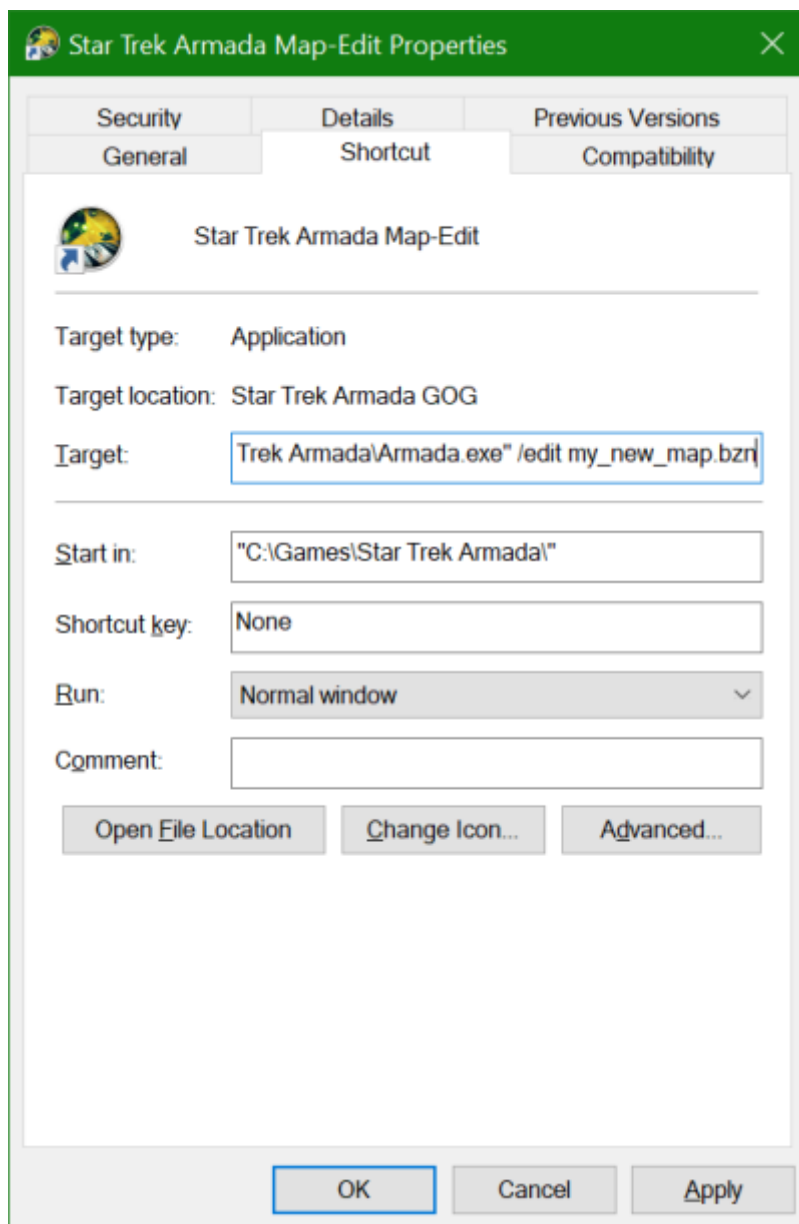 Star Trek Armada Map-Edit Properties
Security Details Previous Versions
General Shortcut Compatibility
Star Trek Armada Map-Edit
Target type: Application
Target location: Star Trek Armada GOG
Target: Trek Armada\Armada.exe" /edit my_new_map.bzn
Start in: "C:\Games\Star Trek Armada\"
Shortcut key: None
Run: Normal window
Comment:
Open File Location Change Icon... Advanced...
OK Cancel Apply